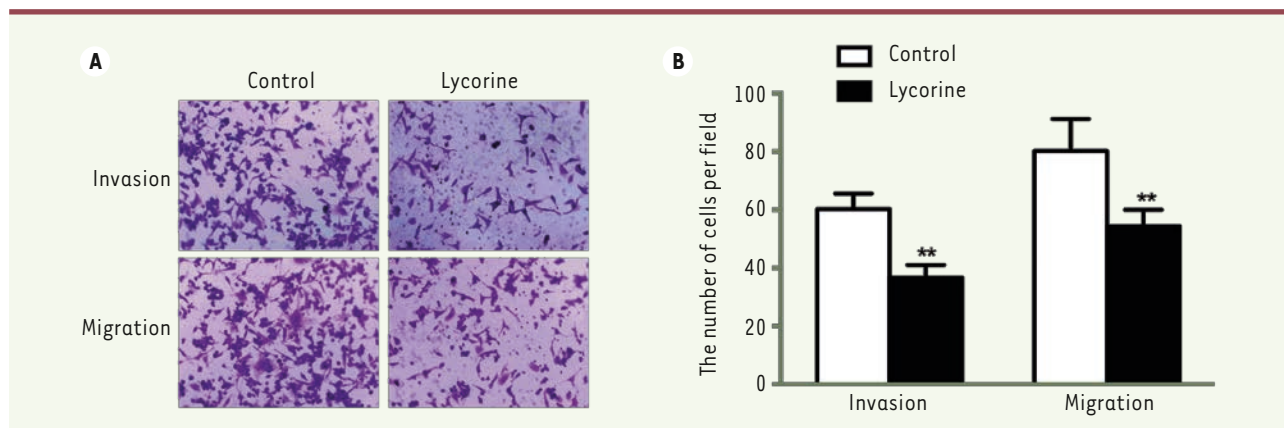 A
Control Lycorine
Invasion
Migration
B
Control
Lycorine
The number of cells per field
100
80
60
40
20
0
**
**
Invasion Migration